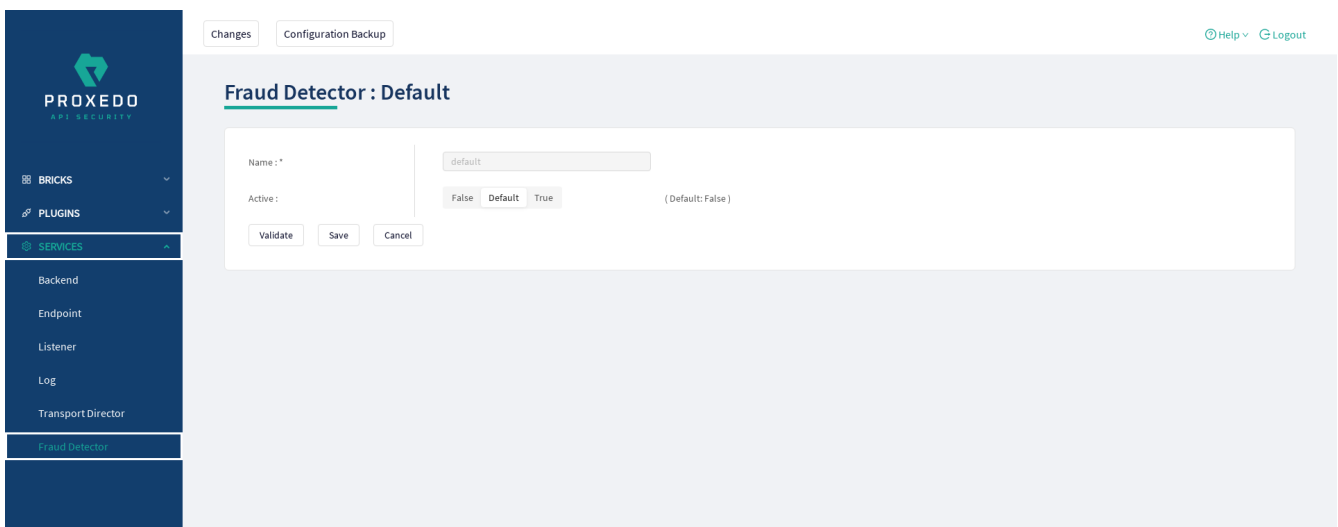 Changes
Configuration Backup
Help
Logout
PROXEDO
API SECURITY
BRICKS
PLUGINS
SERVICES
Backend
Endpoint
Listener
Log
Transport Director
Fraud Detector
Fraud Detector : Default
Name : *
default
Active :
False Default True
( Default: False )
Validate Save Cancel